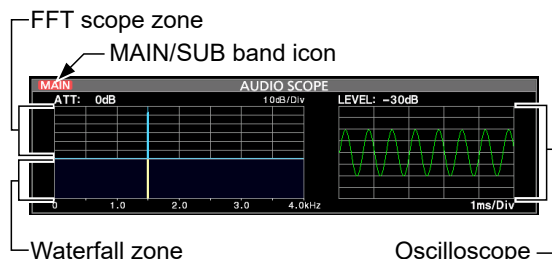 FFT scope zone
MAIN/SUB band icon
MAIN AUDIO SCOPE
ATT: 0dB 10dB/Div LEVEL: -30dB
0 1.0 2.0 3.0 4.0kHz 1ms/Div
Waterfall zone Oscilloscope